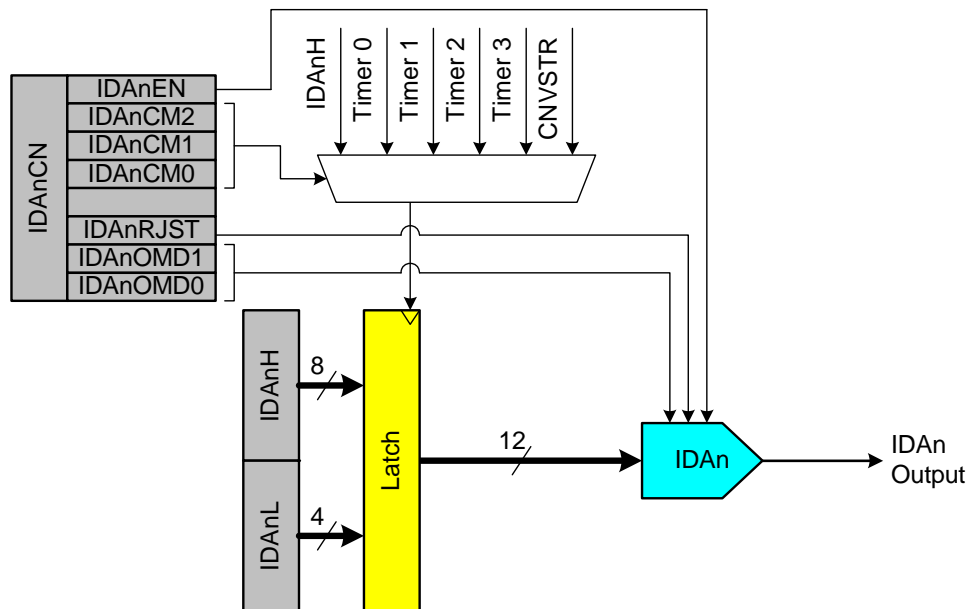 IDAnCN
IDAnEN
IDAnCM2
IDAnCM1
IDAnCM0
IDAnRJST
IDAnOMD1
IDAnOMD0
IDAnH
Timer 0
Timer 1
Timer 2
Timer 3
CNVSTR
IDAnH
8
IDAnL
4
Latch
12
IDAn
IDAn
Output